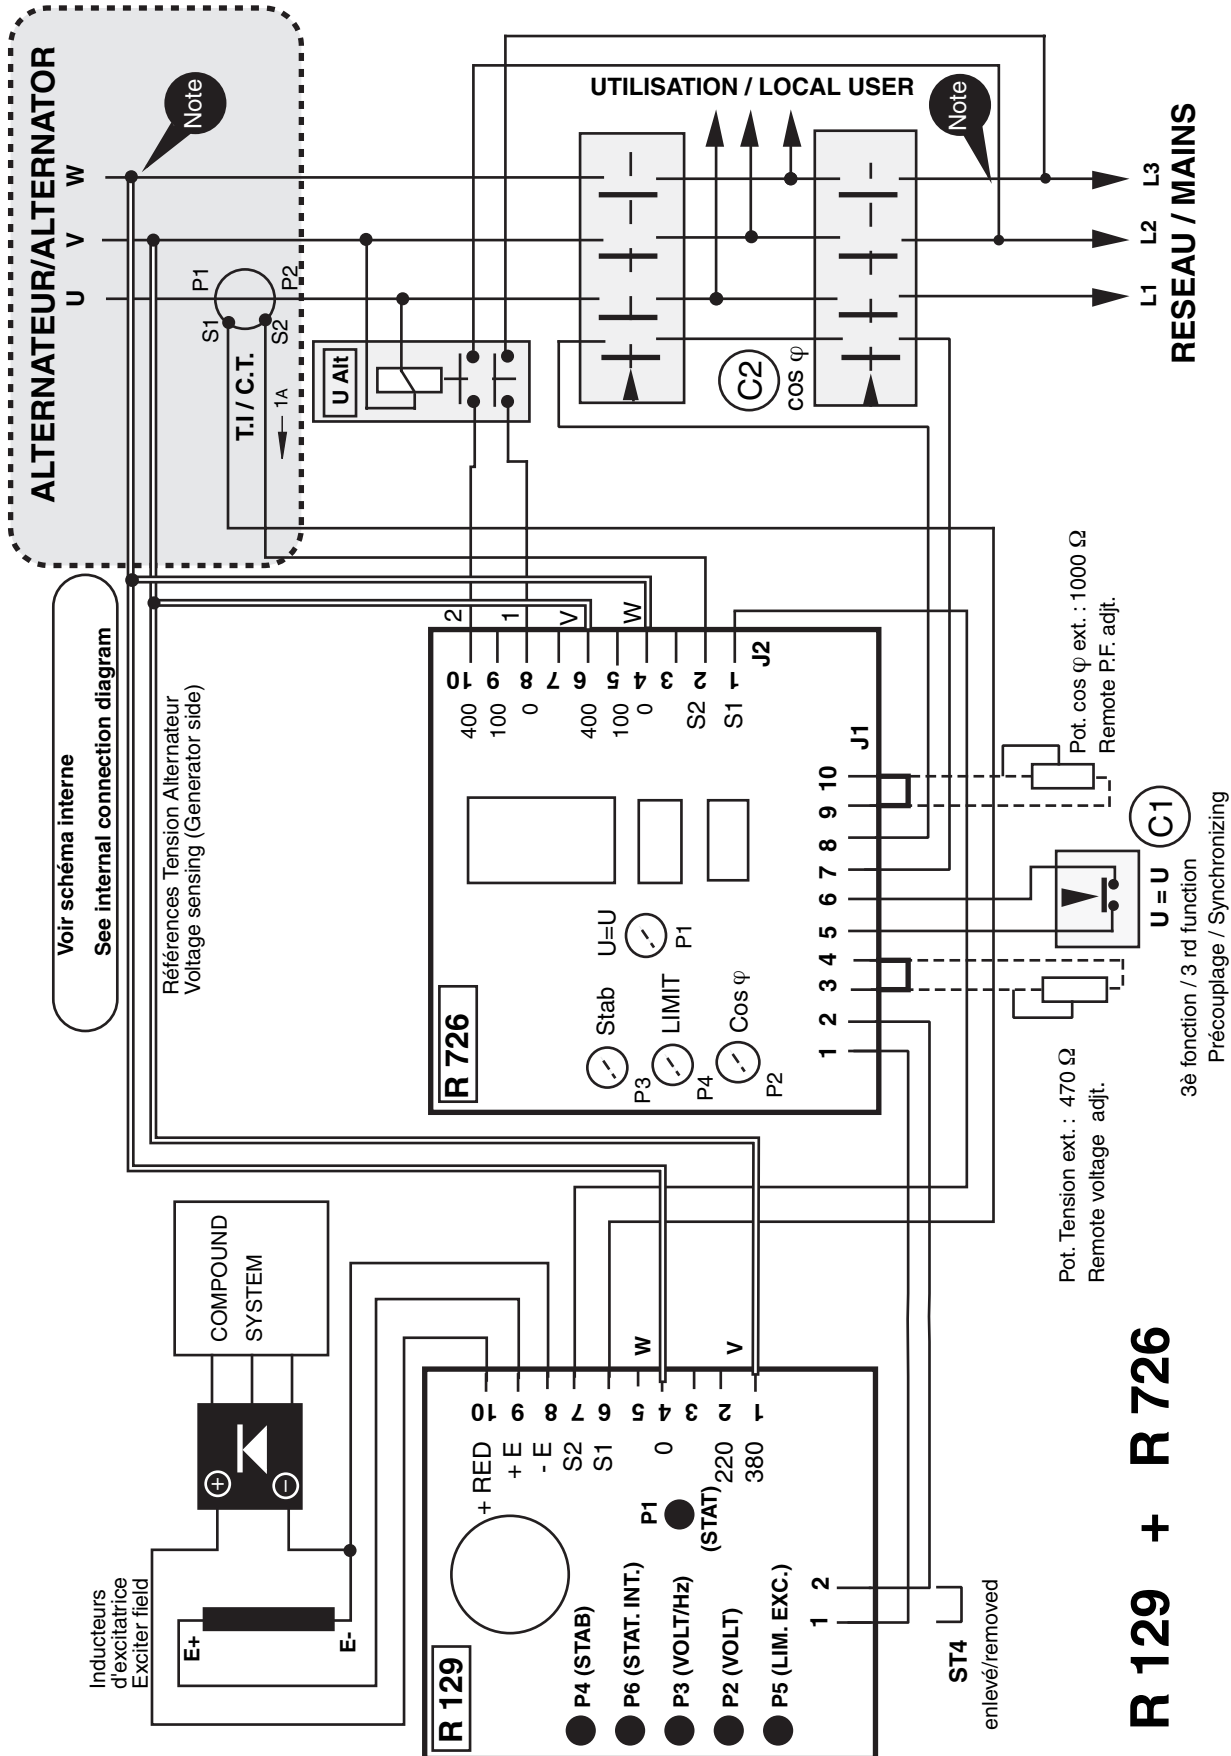 ALTERNATEUR/ALTERNATOR
U
V
W
Note
P1
P2
S1
S2
T.I / C.T.
1A
U Alt
UTILISATION / LOCAL USER
Note
C2
cos φ
L1
L2
L3
RESEAU / MAINS
Voir schéma interne
See internal connection diagram
Références Tension Alternateur
Voltage sensing (Generator side)
R 726
2
1
V
W
10
9
8
7
6
5
4
3
2
1
400
100
0
400
100
0
S2
S1
J2
U=U
P1
Stab
P3
LIMIT
P4
Cos φ
P2
J1
1
2
3
4
5
6
7
8
9
10
Pot. cos φ ext. : 1000 Ω
Remote P.F. adjt.
C1
U = U
3è fonction / 3 rd function
Précouplage / Synchronizing
Pot. Tension ext. : 470 Ω
Remote voltage adjt.
COMPOUND
SYSTEM
+
–
Inducteurs
d'excitatrice
Exciter field
E+
E-
R 129
+ RED
+ E
- E
S2
S1
0
220
380
10
9
8
7
6
5
4
3
2
1
W
V
P1
(STAT)
P4 (STAB)
P6 (STAT. INT.)
P3 (VOLT/Hz)
P2 (VOLT)
P5 (LIM. EXC.)
1
2
ST4
enlevé/removed
R 129 + R 726